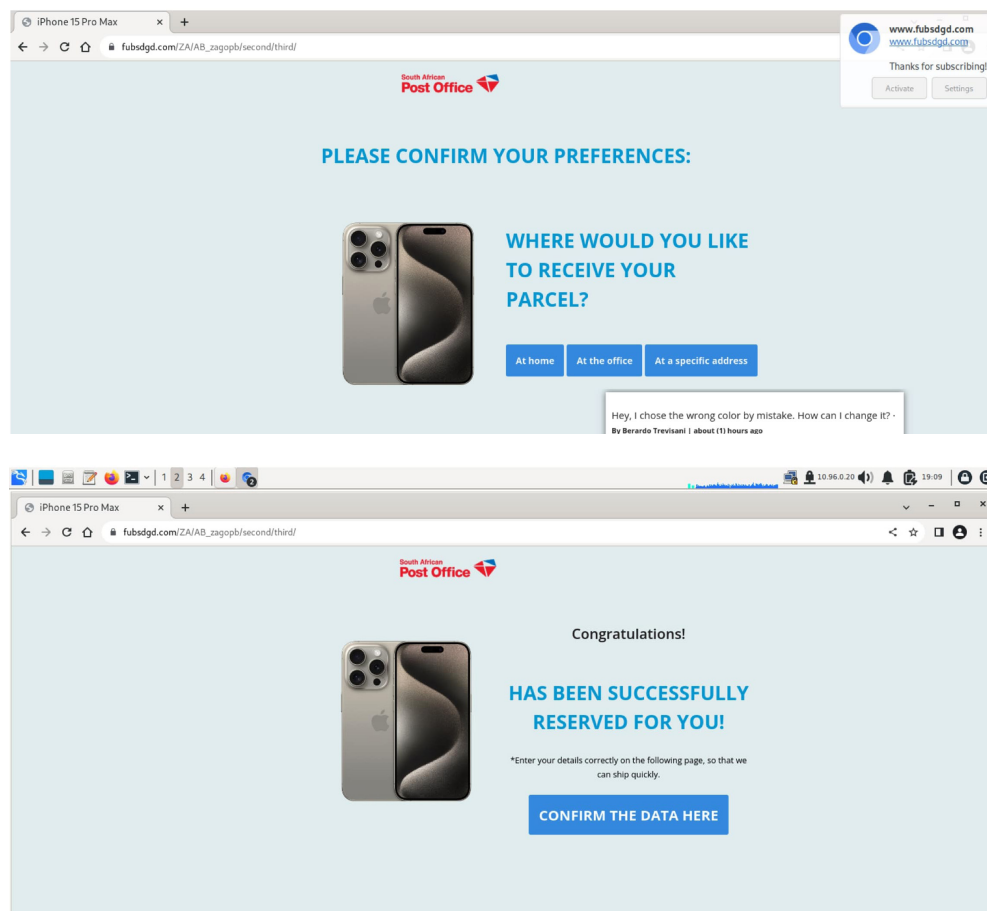 iPhone 15 Pro Max
fubsdgd.com/ZA/AB_zagopb/second/third/
www.fubsdgd.com
www.fubsdgd.com
Thanks for subscribing!
Activate Settings
South African
Post Office
PLEASE CONFIRM YOUR PREFERENCES:
WHERE WOULD YOU LIKE
TO RECEIVE YOUR
PARCEL?
At home At the office At a specific address
Hey, I chose the wrong color by mistake. How can I change it? ·
By Berardo Trevisani | about (1) hours ago
1 2 3 4 2 10.96.0.20 19:09
iPhone 15 Pro Max
fubsdgd.com/ZA/AB_zagopb/second/third/
South African
Post Office
Congratulations!
HAS BEEN SUCCESSFULLY
RESERVED FOR YOU!
*Enter your details correctly on the following page, so that we
can ship quickly.
CONFIRM THE DATA HERE